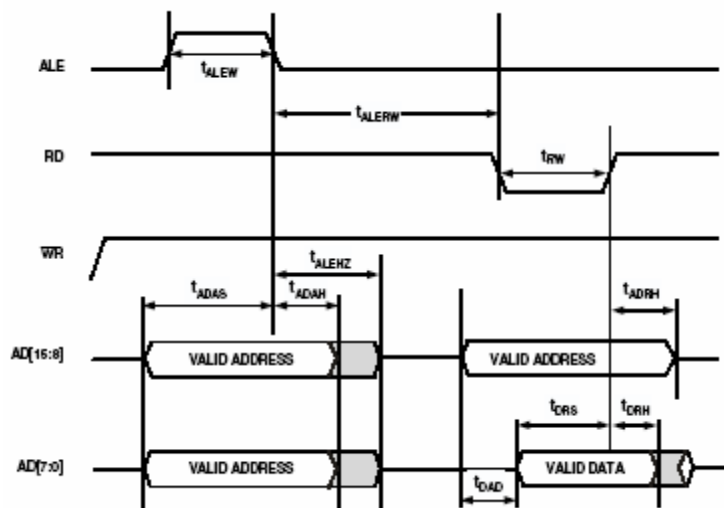 ALE
tALEW
tALERW
RD
tRW
WR
tALEHZ
tADAS
tADAH
tADRH
AD[15:8]
VALID ADDRESS
VALID ADDRESS
tDRS
tDRH
AD[7:0]
VALID ADDRESS
VALID DATA
tDAD